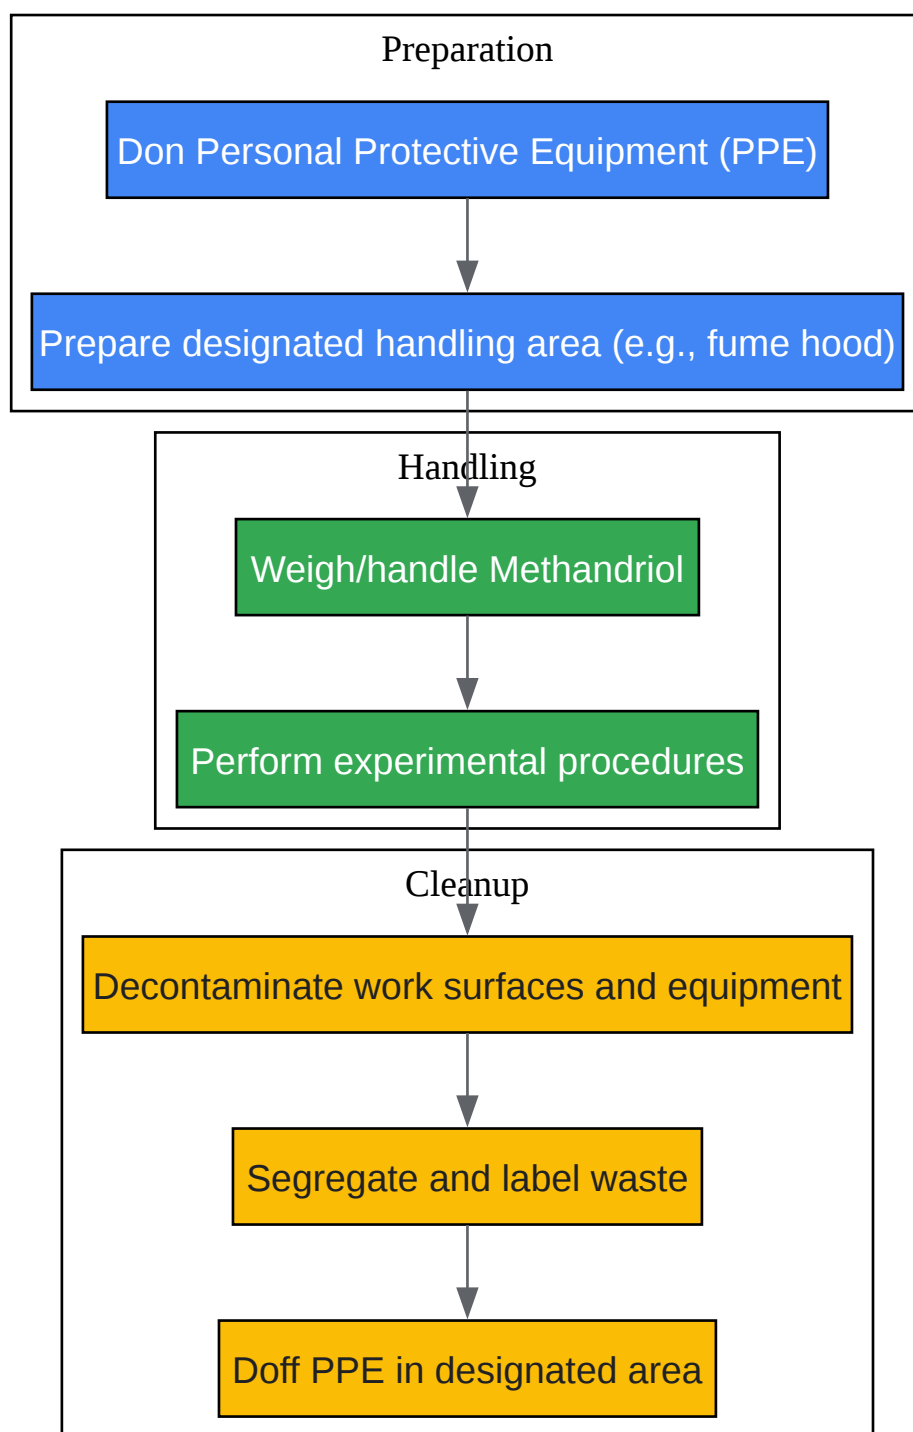 Preparation
Don Personal Protective Equipment (PPE)
Prepare designated handling area (e.g., fume hood)
Handling
Weigh/handle Methandriol
Perform experimental procedures
Cleanup
Decontaminate work surfaces and equipment
Segregate and label waste
Doff PPE in designated area